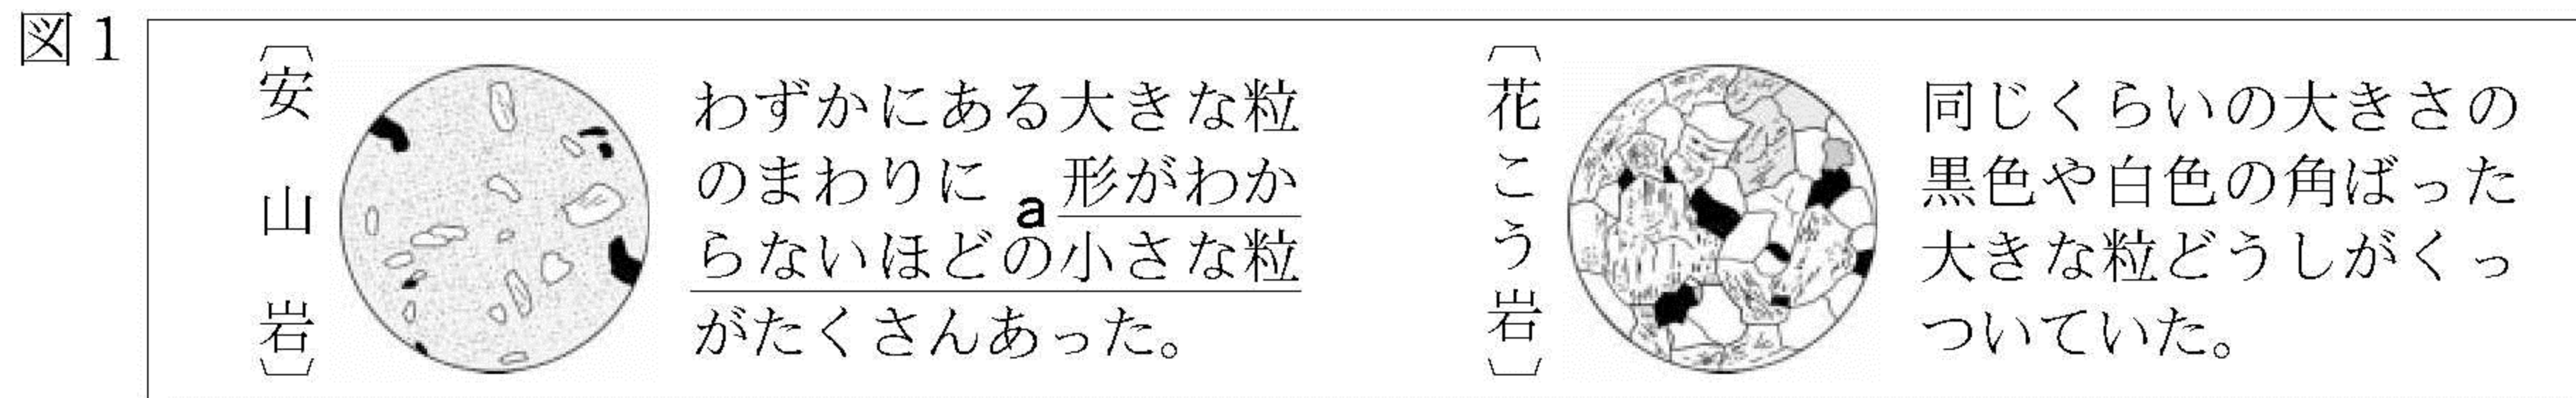 図1
〔安山岩〕
わずかにある大きな粒
のまわりに a 形がわか
らないほどの小さな粒
がたくさんあった。
〔花こう岩〕
同じくらいの大きさの
黒色や白色の角ばった
大きな粒どうしがくっ
ついていた。